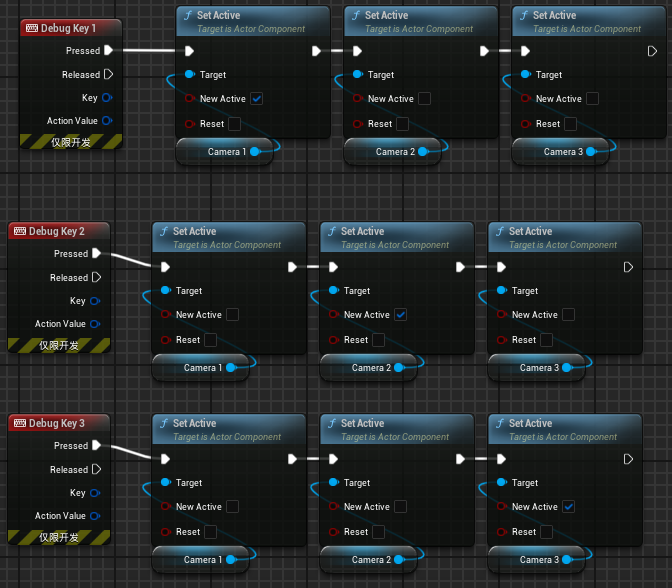 Debug Key 1
Pressed
Released
Key
Action Value
仅限开发
Set Active
Target is Actor Component
Target
New Active
Reset
Camera 1
Set Active
Target is Actor Component
Target
New Active
Reset
Camera 2
Set Active
Target is Actor Component
Target
New Active
Reset
Camera 3
Debug Key 2
Pressed
Released
Key
Action Value
仅限开发
Set Active
Target is Actor Component
Target
New Active
Reset
Camera 1
Set Active
Target is Actor Component
Target
New Active
Reset
Camera 2
Set Active
Target is Actor Component
Target
New Active
Reset
Camera 3
Debug Key 3
Pressed
Released
Key
Action Value
仅限开发
Set Active
Target is Actor Component
Target
New Active
Reset
Camera 1
Set Active
Target is Actor Component
Target
New Active
Reset
Camera 2
Set Active
Target is Actor Component
Target
New Active
Reset
Camera 3